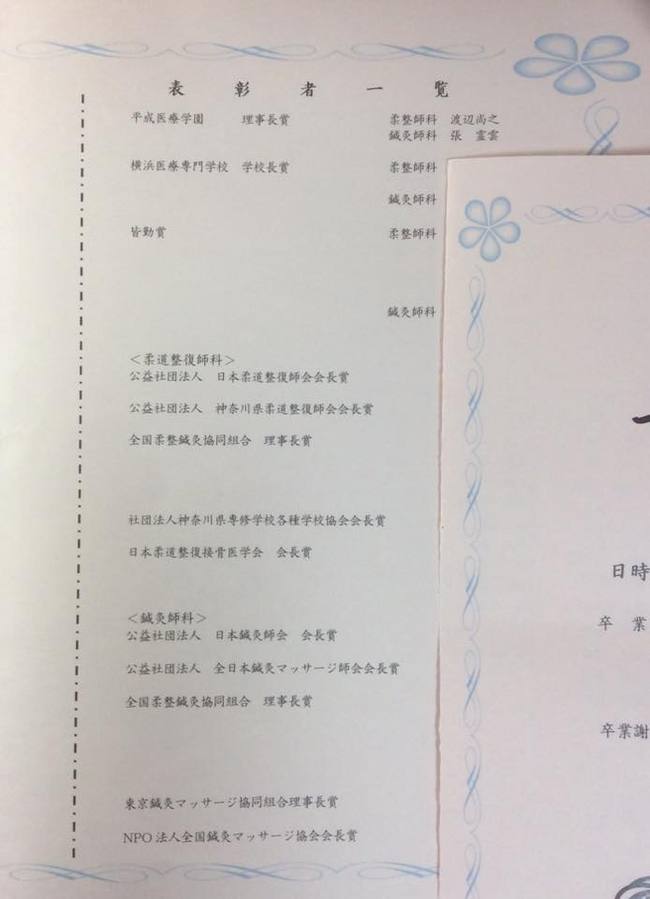 表彰者一覧
平成医療学園 理事長賞 柔整師科 渡辺尚之
鍼灸師科 張 霊雲
横浜医療専門学校 学校長賞 柔整師科
鍼灸師科
皆勤賞 柔整師科
鍼灸師科
＜柔道整復師科＞
公益社団法人 日本柔道整復師会会長賞
公益社団法人 神奈川県柔道整復師会会長賞
全国柔整鍼灸協同組合 理事長賞
社団法人神奈川県専修学校各種学校協会会長賞
日本柔道整復接骨医学会 会長賞
＜鍼灸師科＞
公益社団法人 日本鍼灸師会 会長賞
公益社団法人 全日本鍼灸マッサージ師会会長賞
全国柔整鍼灸協同組合 理事長賞
東京鍼灸マッサージ協同組合理事長賞
NPO法人全国鍼灸マッサージ協会会長賞
日時
卒 業
卒業謝